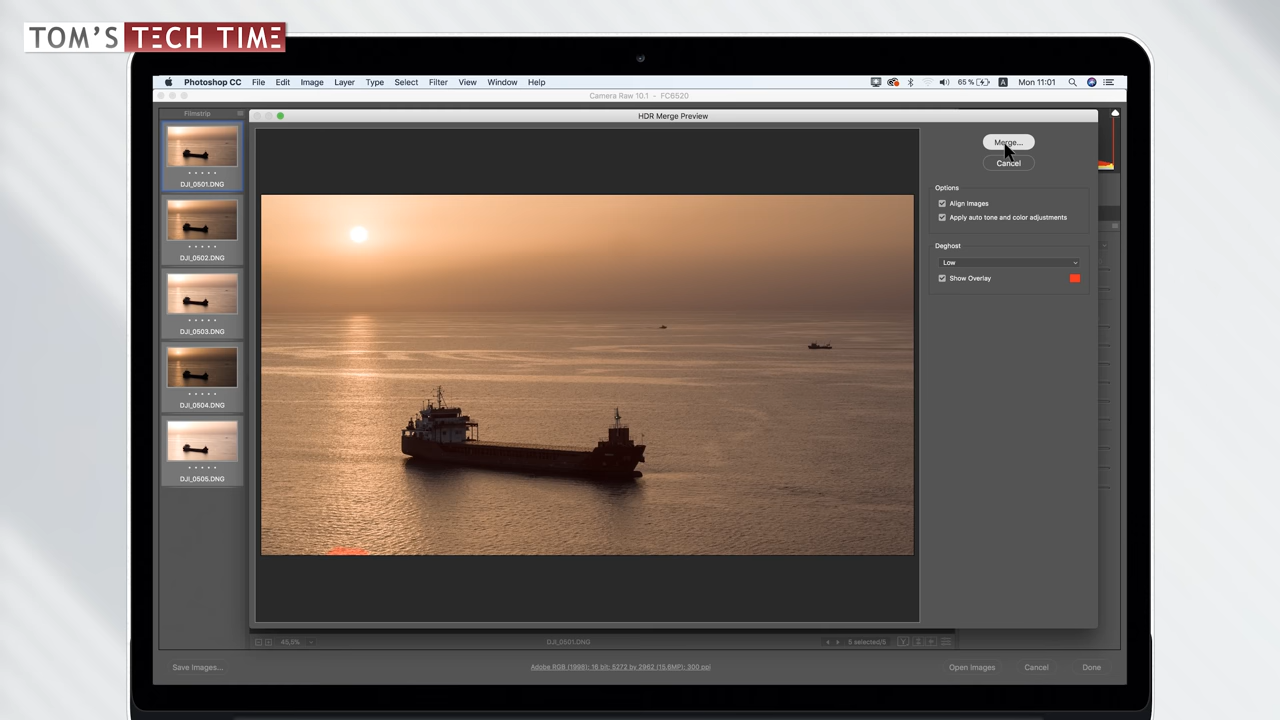 TOM'S TECH TIME
Photoshop CC File Edit Image Layer Type Select Filter View Window Help 65 % A Mon 11:01
Camera Raw 10.1 - FC6520
Filmstrip
HDR Merge Preview
DJI_0501.DNG
DJI_0502.DNG
DJI_0503.DNG
DJI_0504.DNG
DJI_0505.DNG
Merge...
Cancel
Options
Align Images
Apply auto tone and color adjustments
Deghost
Low
Show Overlay
45,5% DJI_0501.DNG 5 selected/5 Y
Save Images... Adobe RGB (1998); 16 bit; 5272 by 2962 (15.6MP); 300 ppi Open Images Cancel Done